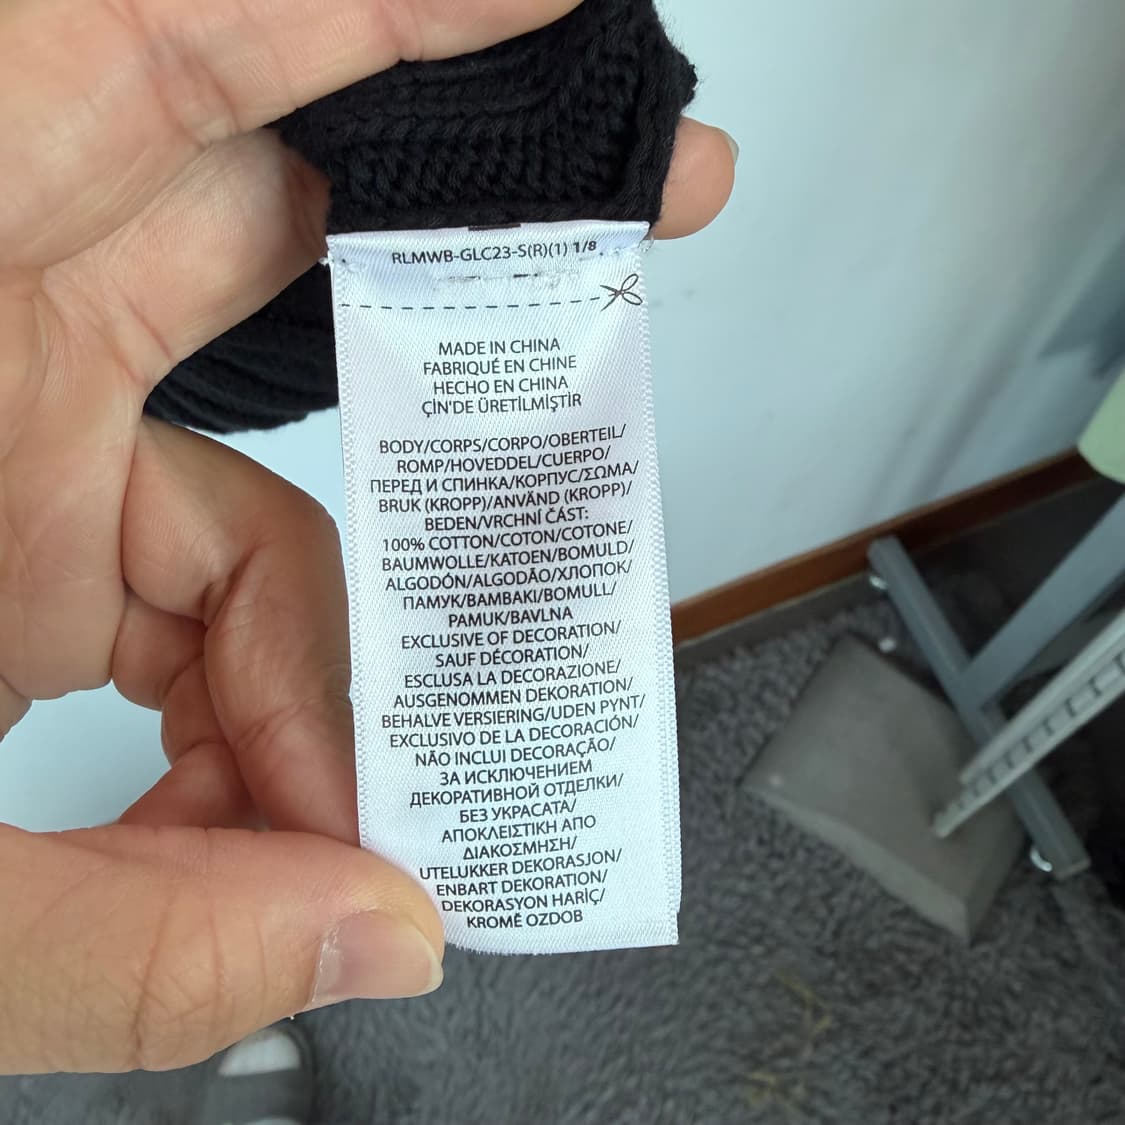 RLMWB-GLC23-S(R)(1) 1/8
MADE IN CHINA
FABRIQUÉ EN CHINE
HECHO EN CHINA
ÇİN'DE ÜRETİLMİŞTİR
BODY/CORPS/CORPO/OBERTEIL/
ROMP/HOVEDDEL/CUERPO/
ПЕРЕД И СПИНКА/КОРПУС/ΣΩΜΑ/
BRUK (KROPP)/ANVÄND (KROPP)/
BEDEN/VRCHNÍ ČÁST:
100% COTTON/COTON/COTONE/
BAUMWOLLE/KATOEN/BOMULD/
ALGODÓN/ALGODÃO/ХЛОПОК/
ПАМУК/ΒΑΜΒΑΚΙ/BOMULL/
PAMUK/BAVLNA
EXCLUSIVE OF DECORATION/
SAUF DÉCORATION/
ESCLUSA LA DECORAZIONE/
AUSGENOMMEN DEKORATION/
BEHALVE VERSIERING/UDEN PYNT/
EXCLUSIVO DE LA DECORACIÓN/
NÃO INCLUI DECORAÇÃO/
ЗА ИСКЛЮЧЕНИЕМ
ДЕКОРАТИВНОЙ ОТДЕЛКИ/
БЕЗ УКРАСАТА/
ΑΠΟΚΛΕΙΣΤΙΚΗ ΑΠΟ
ΔΙΑΚΟΣΜΗΣΗ/
UTELUKKER DEKORASJON/
ENBART DEKORATION/
DEKORASYON HARİÇ/
KROMĚ OZDOB